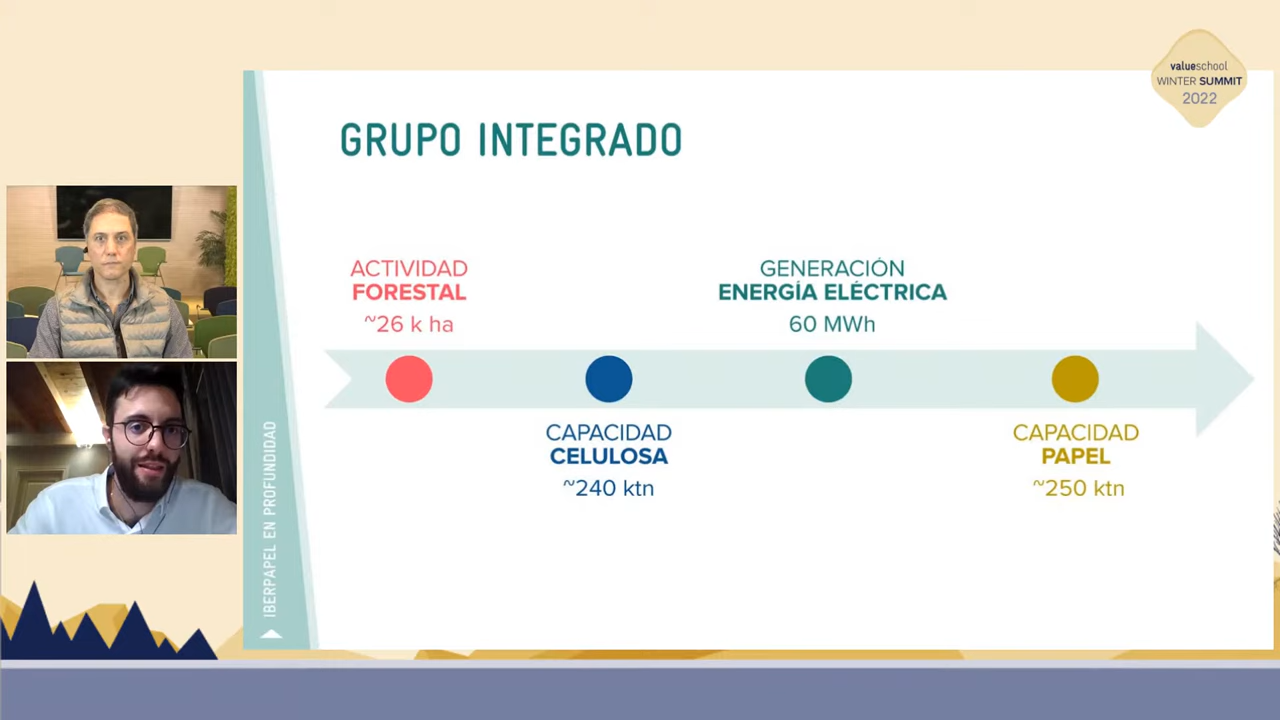 valueschool
WINTER SUMMIT
2022
GRUPO INTEGRADO
ACTIVIDAD
FORESTAL
~26 k ha
GENERACIÓN
ENERGÍA ELÉCTRICA
60 MWh
CAPACIDAD
CELULOSA
~240 ktn
CAPACIDAD
PAPEL
~250 ktn
IBERPAPEL EN PROFUNDIDAD